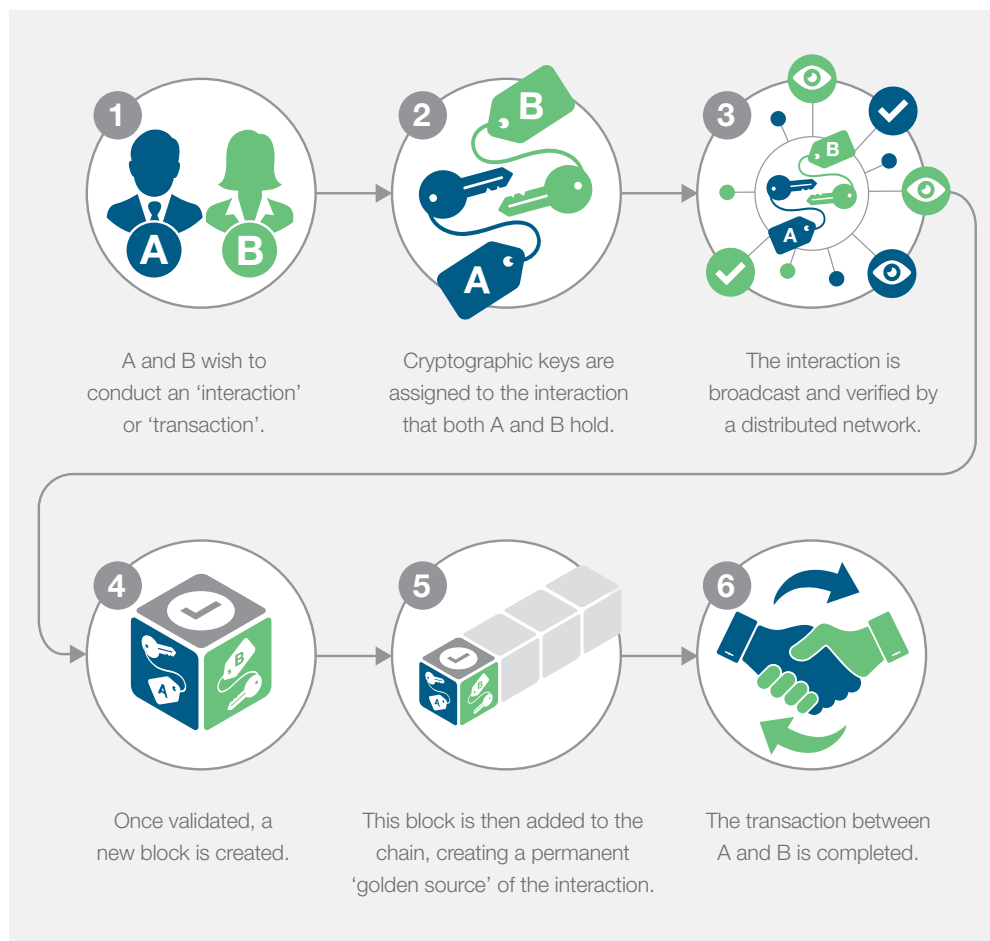 1
A
B
A and B wish to
conduct an ‘interaction’
or ‘transaction’.
2
B
A
Cryptographic keys are
assigned to the interaction
that both A and B hold.
3
B
A
The interaction is
broadcast and verified by
a distributed network.
4
A
B
Once validated, a
new block is created.
5
A
B
This block is then added to the
chain, creating a permanent
‘golden source’ of the interaction.
6
The transaction between
A and B is completed.